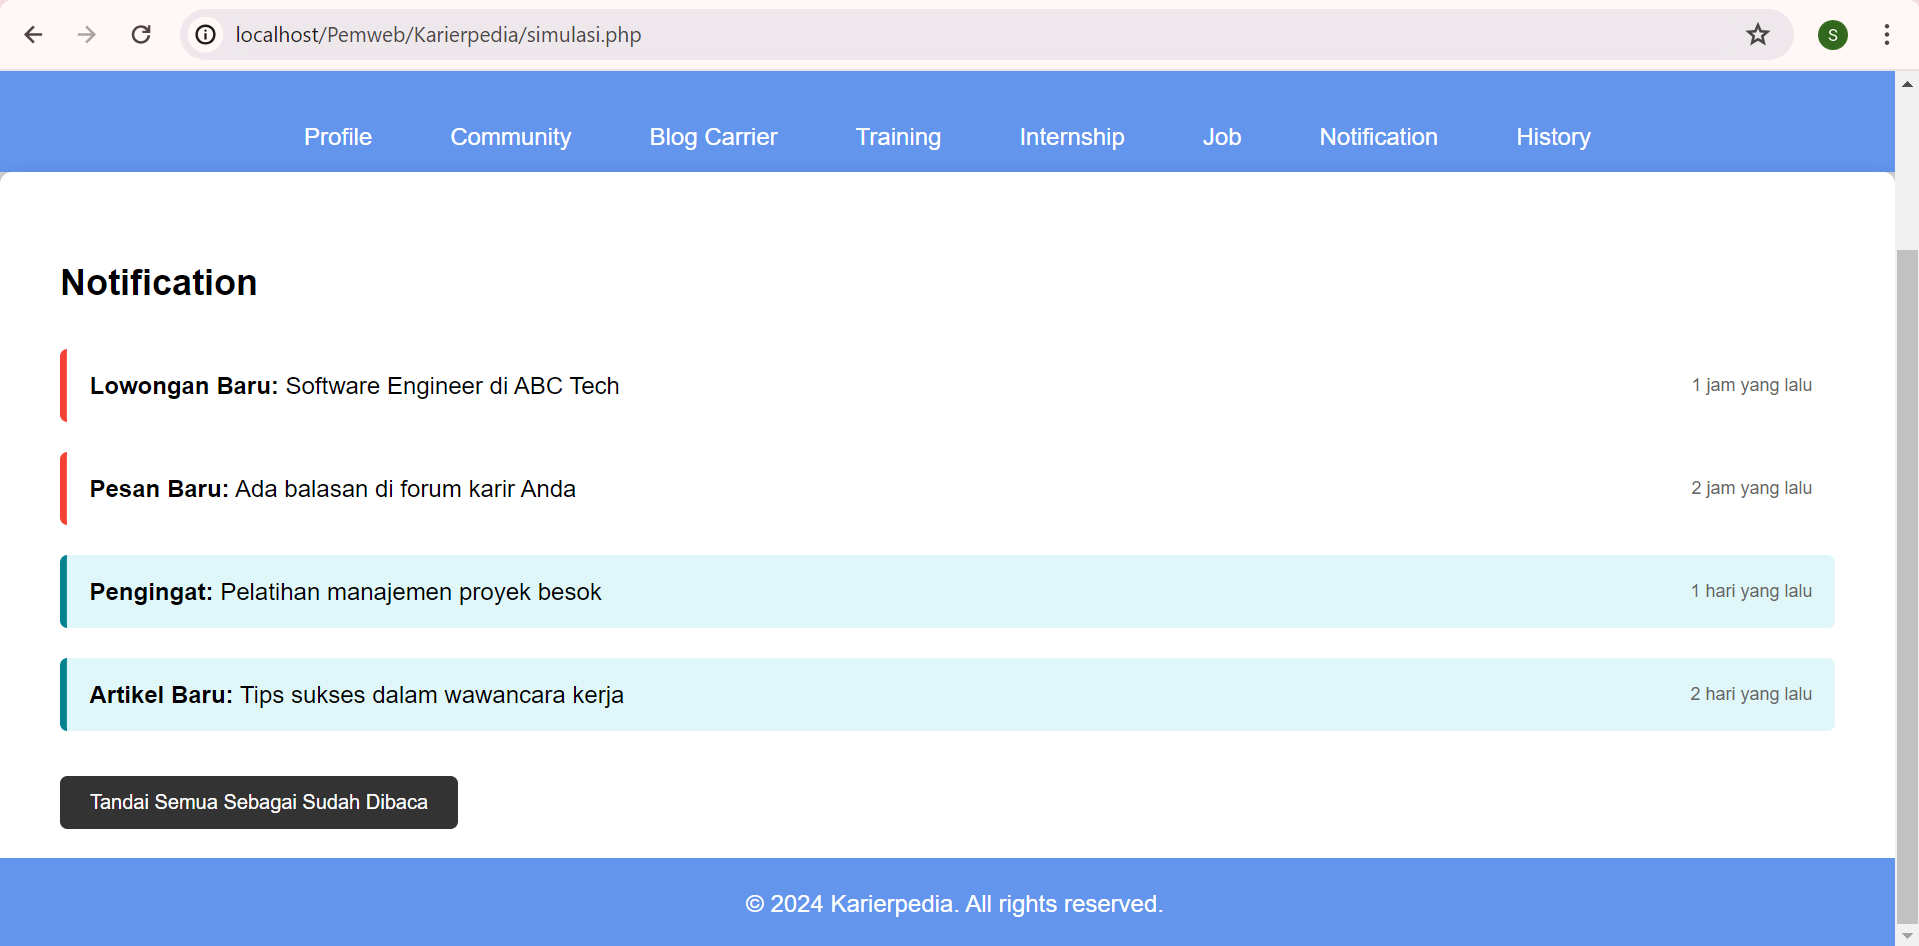 localhost/Pemweb/Karierpedia/simulasi.php
S
Profile Community Blog Carrier Training Internship Job Notification History
Notification
Lowongan Baru: Software Engineer di ABC Tech 1 jam yang lalu
Pesan Baru: Ada balasan di forum karir Anda 2 jam yang lalu
Pengingat: Pelatihan manajemen proyek besok 1 hari yang lalu
Artikel Baru: Tips sukses dalam wawancara kerja 2 hari yang lalu
Tandai Semua Sebagai Sudah Dibaca
© 2024 Karierpedia. All rights reserved.